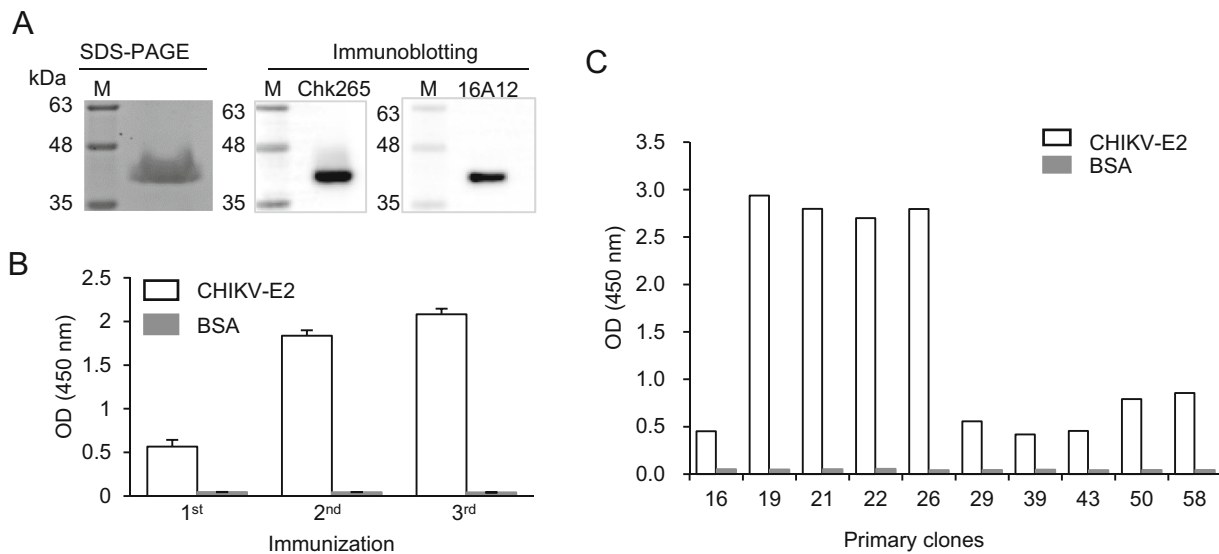 A
SDS-PAGE
Immunoblotting
kDa
M
M Chk265
M 16A12
63
48
35
63
48
35
63
48
35
B
OD (450 nm)
2.5
2
1.5
1
0.5
0
CHIKV-E2
BSA
1st
2nd
3rd
Immunization
C
OD (450 nm)
3.5
3.0
2.5
2.0
1.5
1.0
0.5
0.0
CHIKV-E2
BSA
16 19 21 22 26 29 39 43 50 58
Primary clones